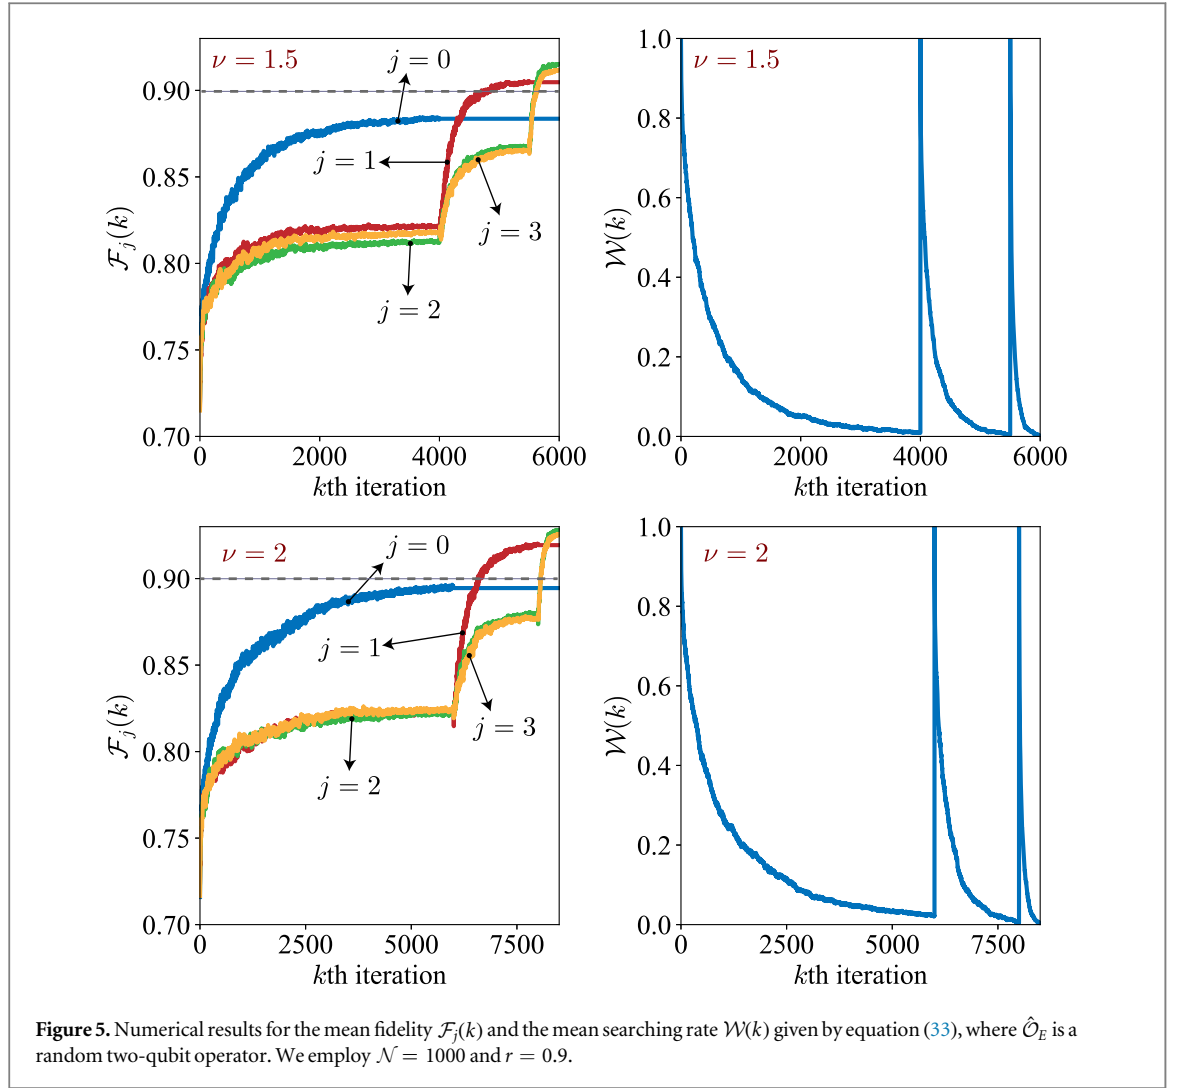 ν = 1.5
j = 0
j = 1
j = 3
j = 2
0.90
0.85
0.80
0.75
0.70
ℱⱼ(k)
0 2000 4000 6000
kth iteration
ν = 1.5
1.0
0.8
0.6
0.4
0.2
0.0
𝒲(k)
0 2000 4000 6000
kth iteration
ν = 2
j = 0
j = 1
j = 3
j = 2
0.90
0.85
0.80
0.75
0.70
ℱⱼ(k)
0 2500 5000 7500
kth iteration
ν = 2
1.0
0.8
0.6
0.4
0.2
0.0
𝒲(k)
0 2500 5000 7500
kth iteration
Figure 5. Numerical results for the mean fidelity ℱⱼ(k) and the mean searching rate 𝒲(k) given by equation (33), where 𝒪̂_E is a
random two-qubit operator. We employ 𝒩 = 1000 and r = 0.9.